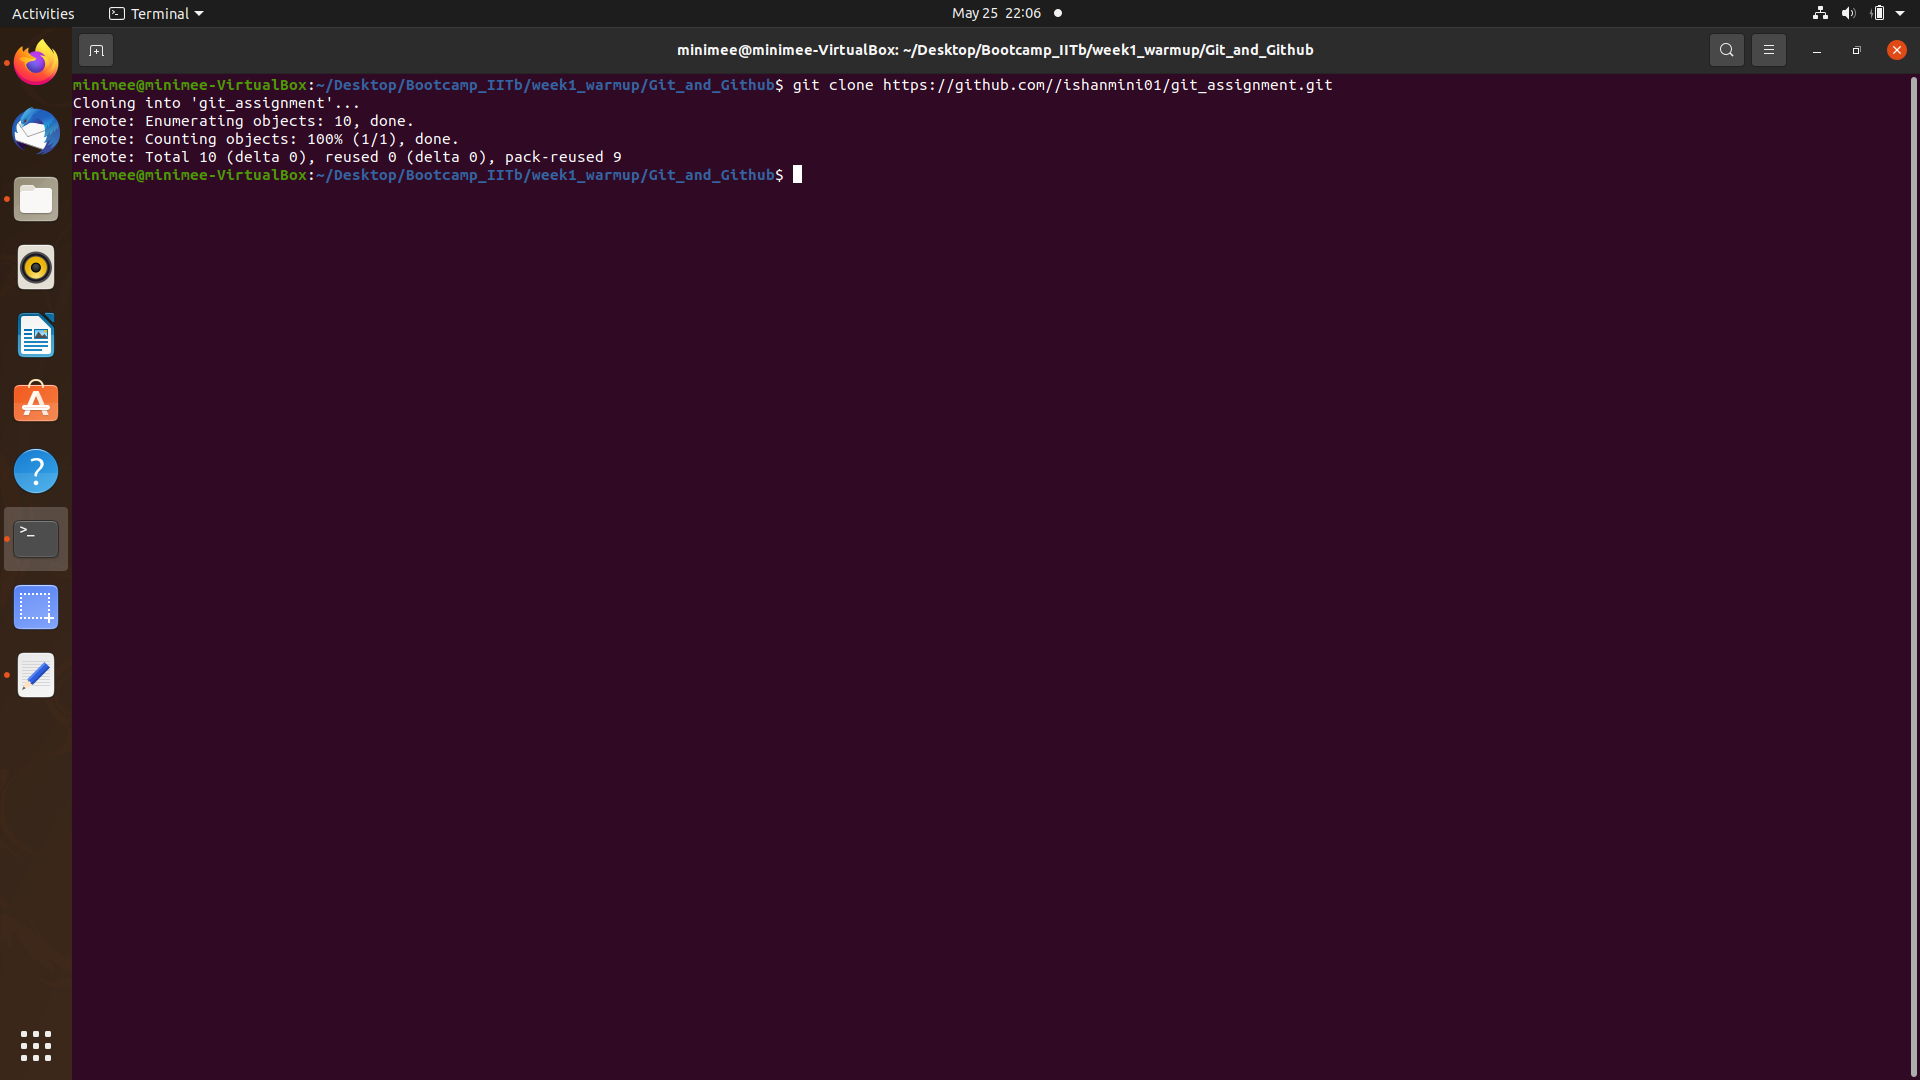 Activities
Terminal
May 25 22:06
minimee@minimee-VirtualBox: ~/Desktop/Bootcamp_IITb/week1_warmup/Git_and_Github
minimee@minimee-VirtualBox:~/Desktop/Bootcamp_IITb/week1_warmup/Git_and_Github$ git clone https://github.com//ishanmini01/git_assignment.git
Cloning into 'git_assignment'...
remote: Enumerating objects: 10, done.
remote: Counting objects: 100% (1/1), done.
remote: Total 10 (delta 0), reused 0 (delta 0), pack-reused 9
minimee@minimee-VirtualBox:~/Desktop/Bootcamp_IITb/week1_warmup/Git_and_Github$